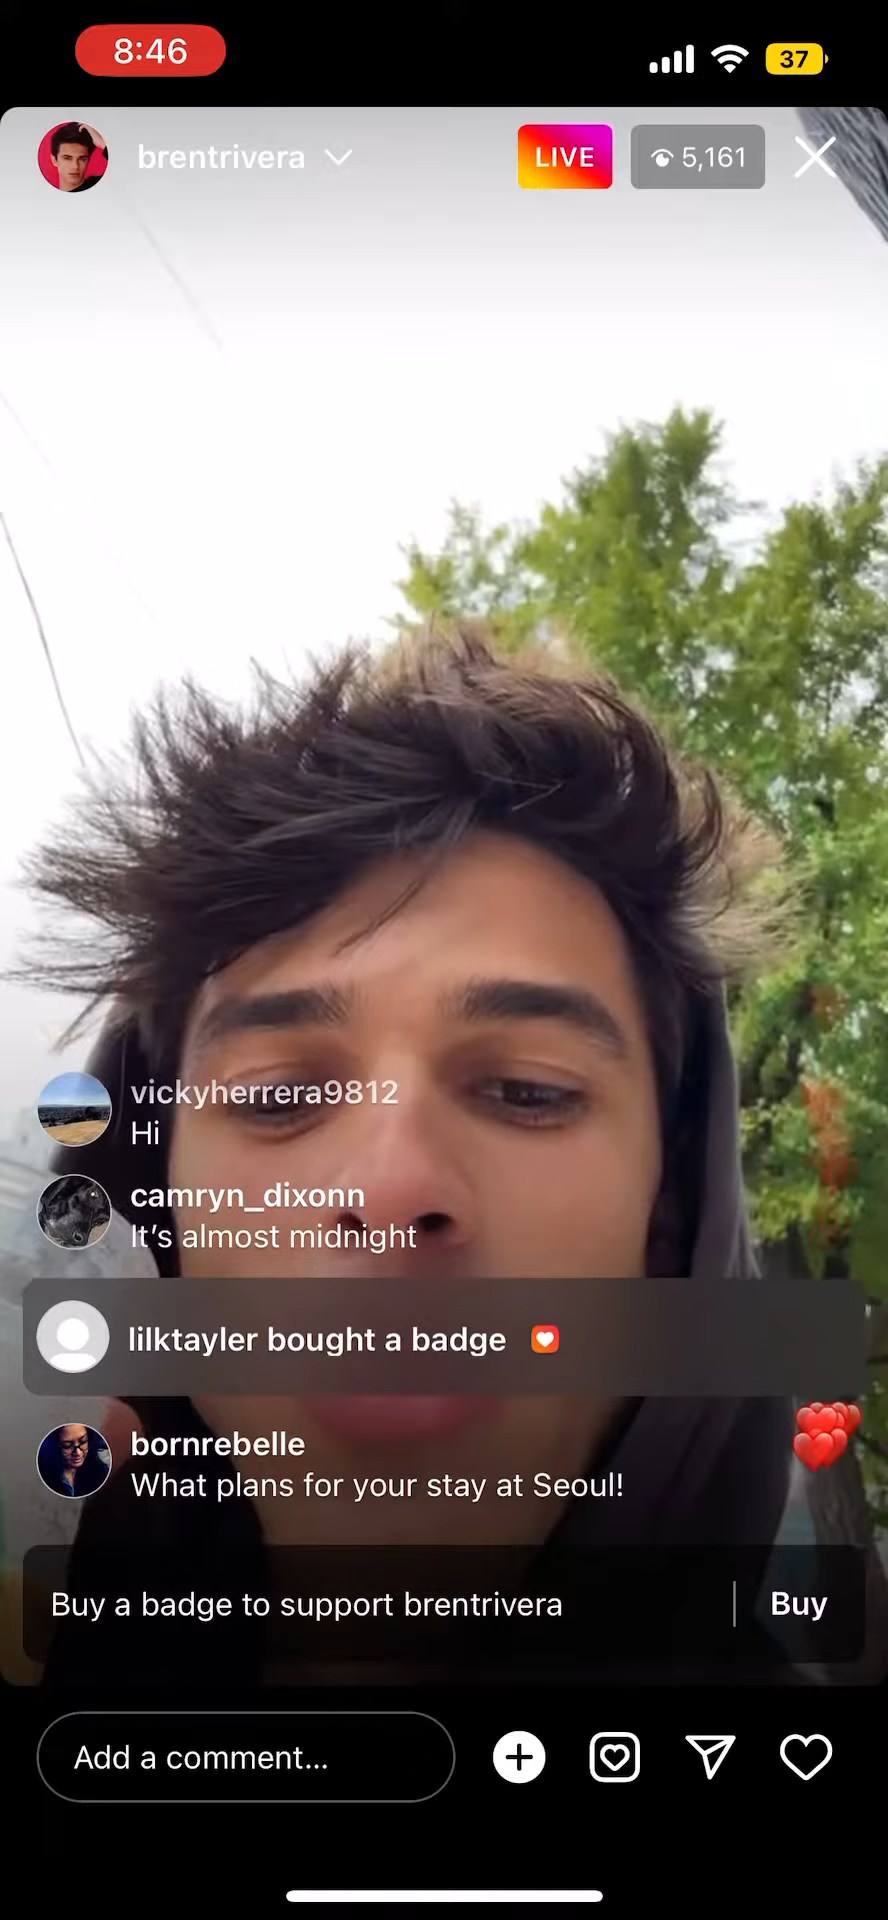 8:46
37
brentrivera
LIVE
5,161
vickyherrera9812
Hi
camryn_dixonn
It's almost midnight
lilktayler bought a badge
bornrebelle
What plans for your stay at Seoul!
Buy a badge to support brentrivera
Buy
Add a comment...